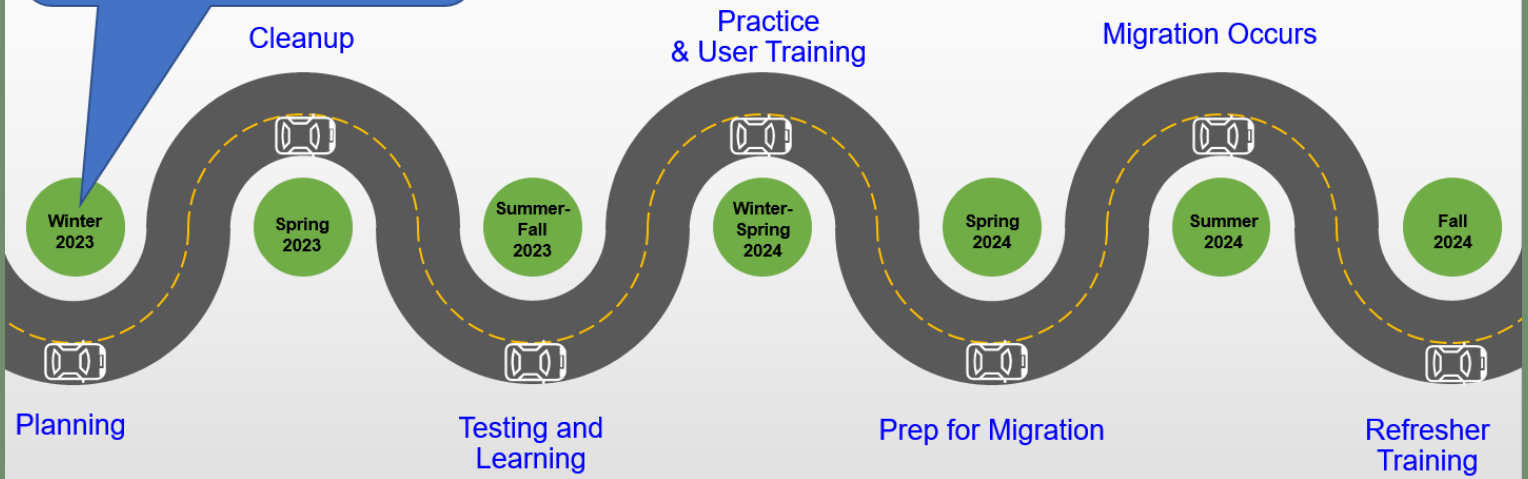 Cleanup
Practice
& User Training
Migration Occurs
Winter
2023
Spring
2023
Summer-
Fall
2023
Winter-
Spring
2024
Spring
2024
Summer
2024
Fall
2024
Planning
Testing and
Learning
Prep for Migration
Refresher
Training